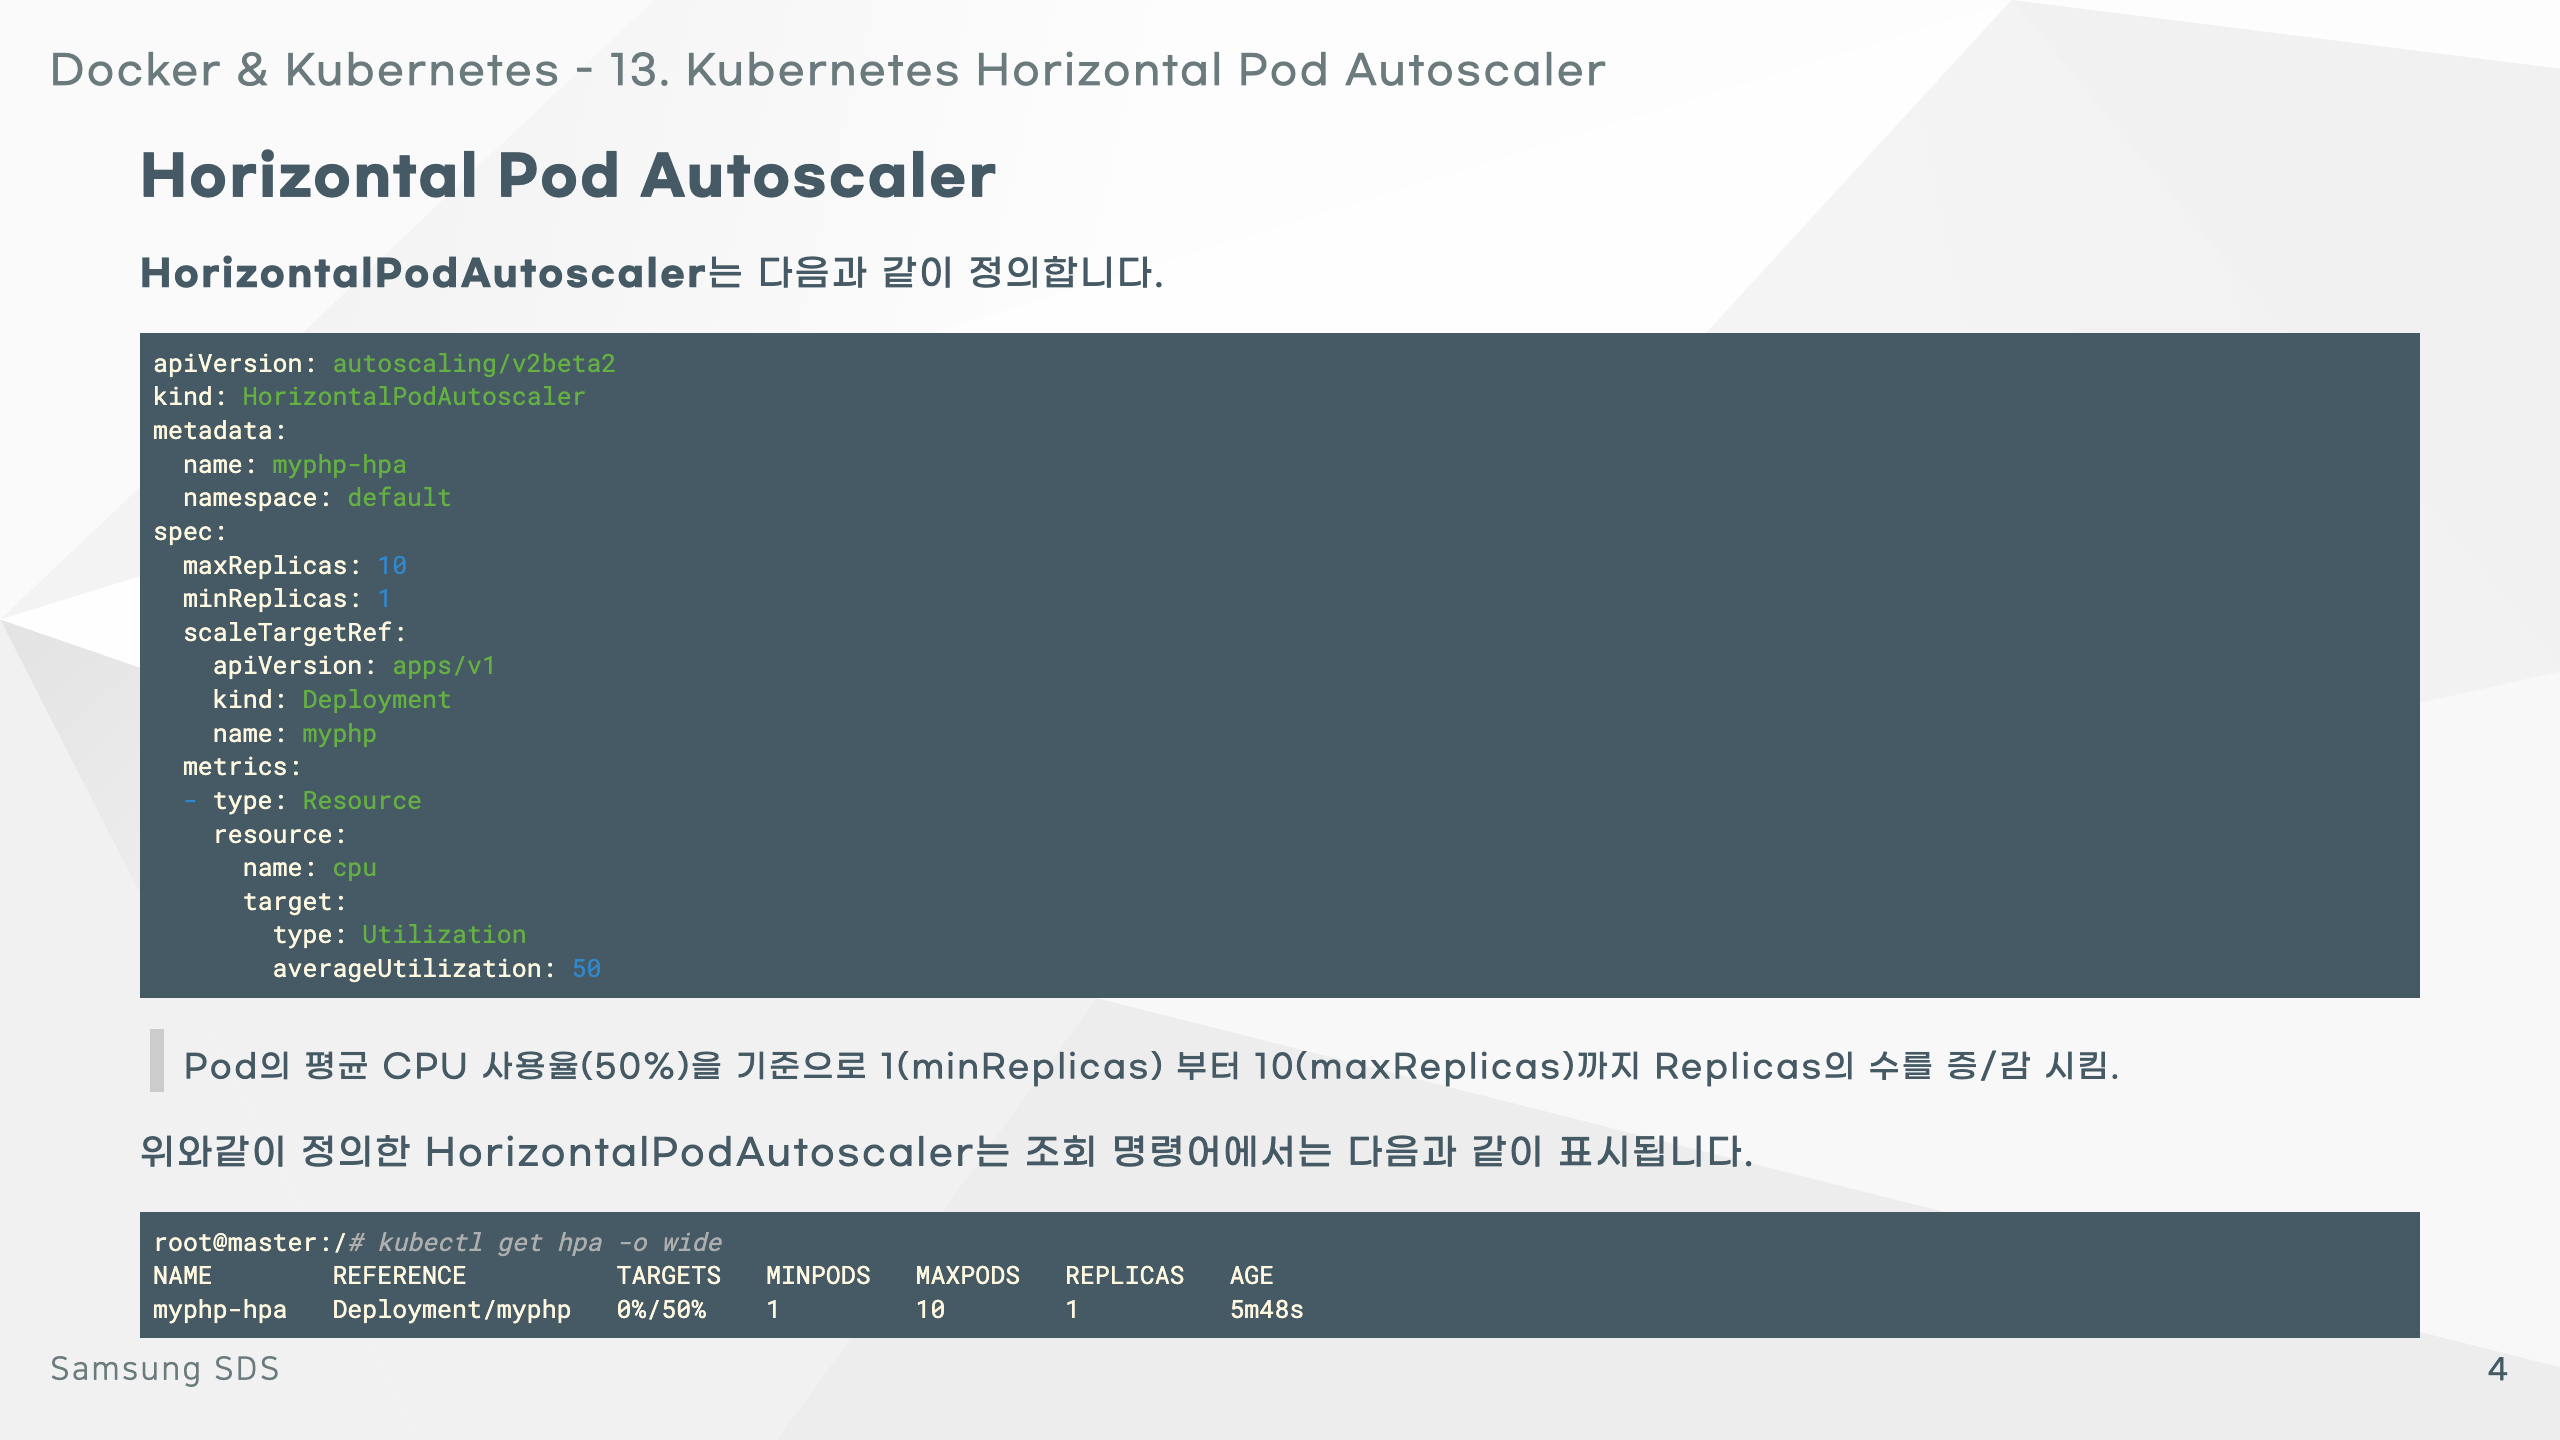 Docker & Kubernetes - 13. Kubernetes Horizontal Pod Autoscaler
Horizontal Pod Autoscaler
HorizontalPodAutoscaler는 다음과 같이 정의합니다.
apiVersion: autoscaling/v2beta2
kind: HorizontalPodAutoscaler
metadata:
  name: myphp-hpa
  namespace: default
spec:
  maxReplicas: 10
  minReplicas: 1
  scaleTargetRef:
    apiVersion: apps/v1
    kind: Deployment
    name: myphp
  metrics:
  - type: Resource
    resource:
      name: cpu
      target:
        type: Utilization
        averageUtilization: 50
Pod의 평균 CPU 사용율(50%)을 기준으로 1(minReplicas) 부터 10(maxReplicas)까지 Replicas의 수를 증/감 시킴.
위와같이 정의한 HorizontalPodAutoscaler는 조회 명령어에서는 다음과 같이 표시됩니다.
root@master:/# kubectl get hpa -o wide
NAME        REFERENCE          TARGETS   MINPODS   MAXPODS   REPLICAS   AGE
myphp-hpa   Deployment/myphp   0%/50%    1         10        1          5m48s
Samsung SDS
4